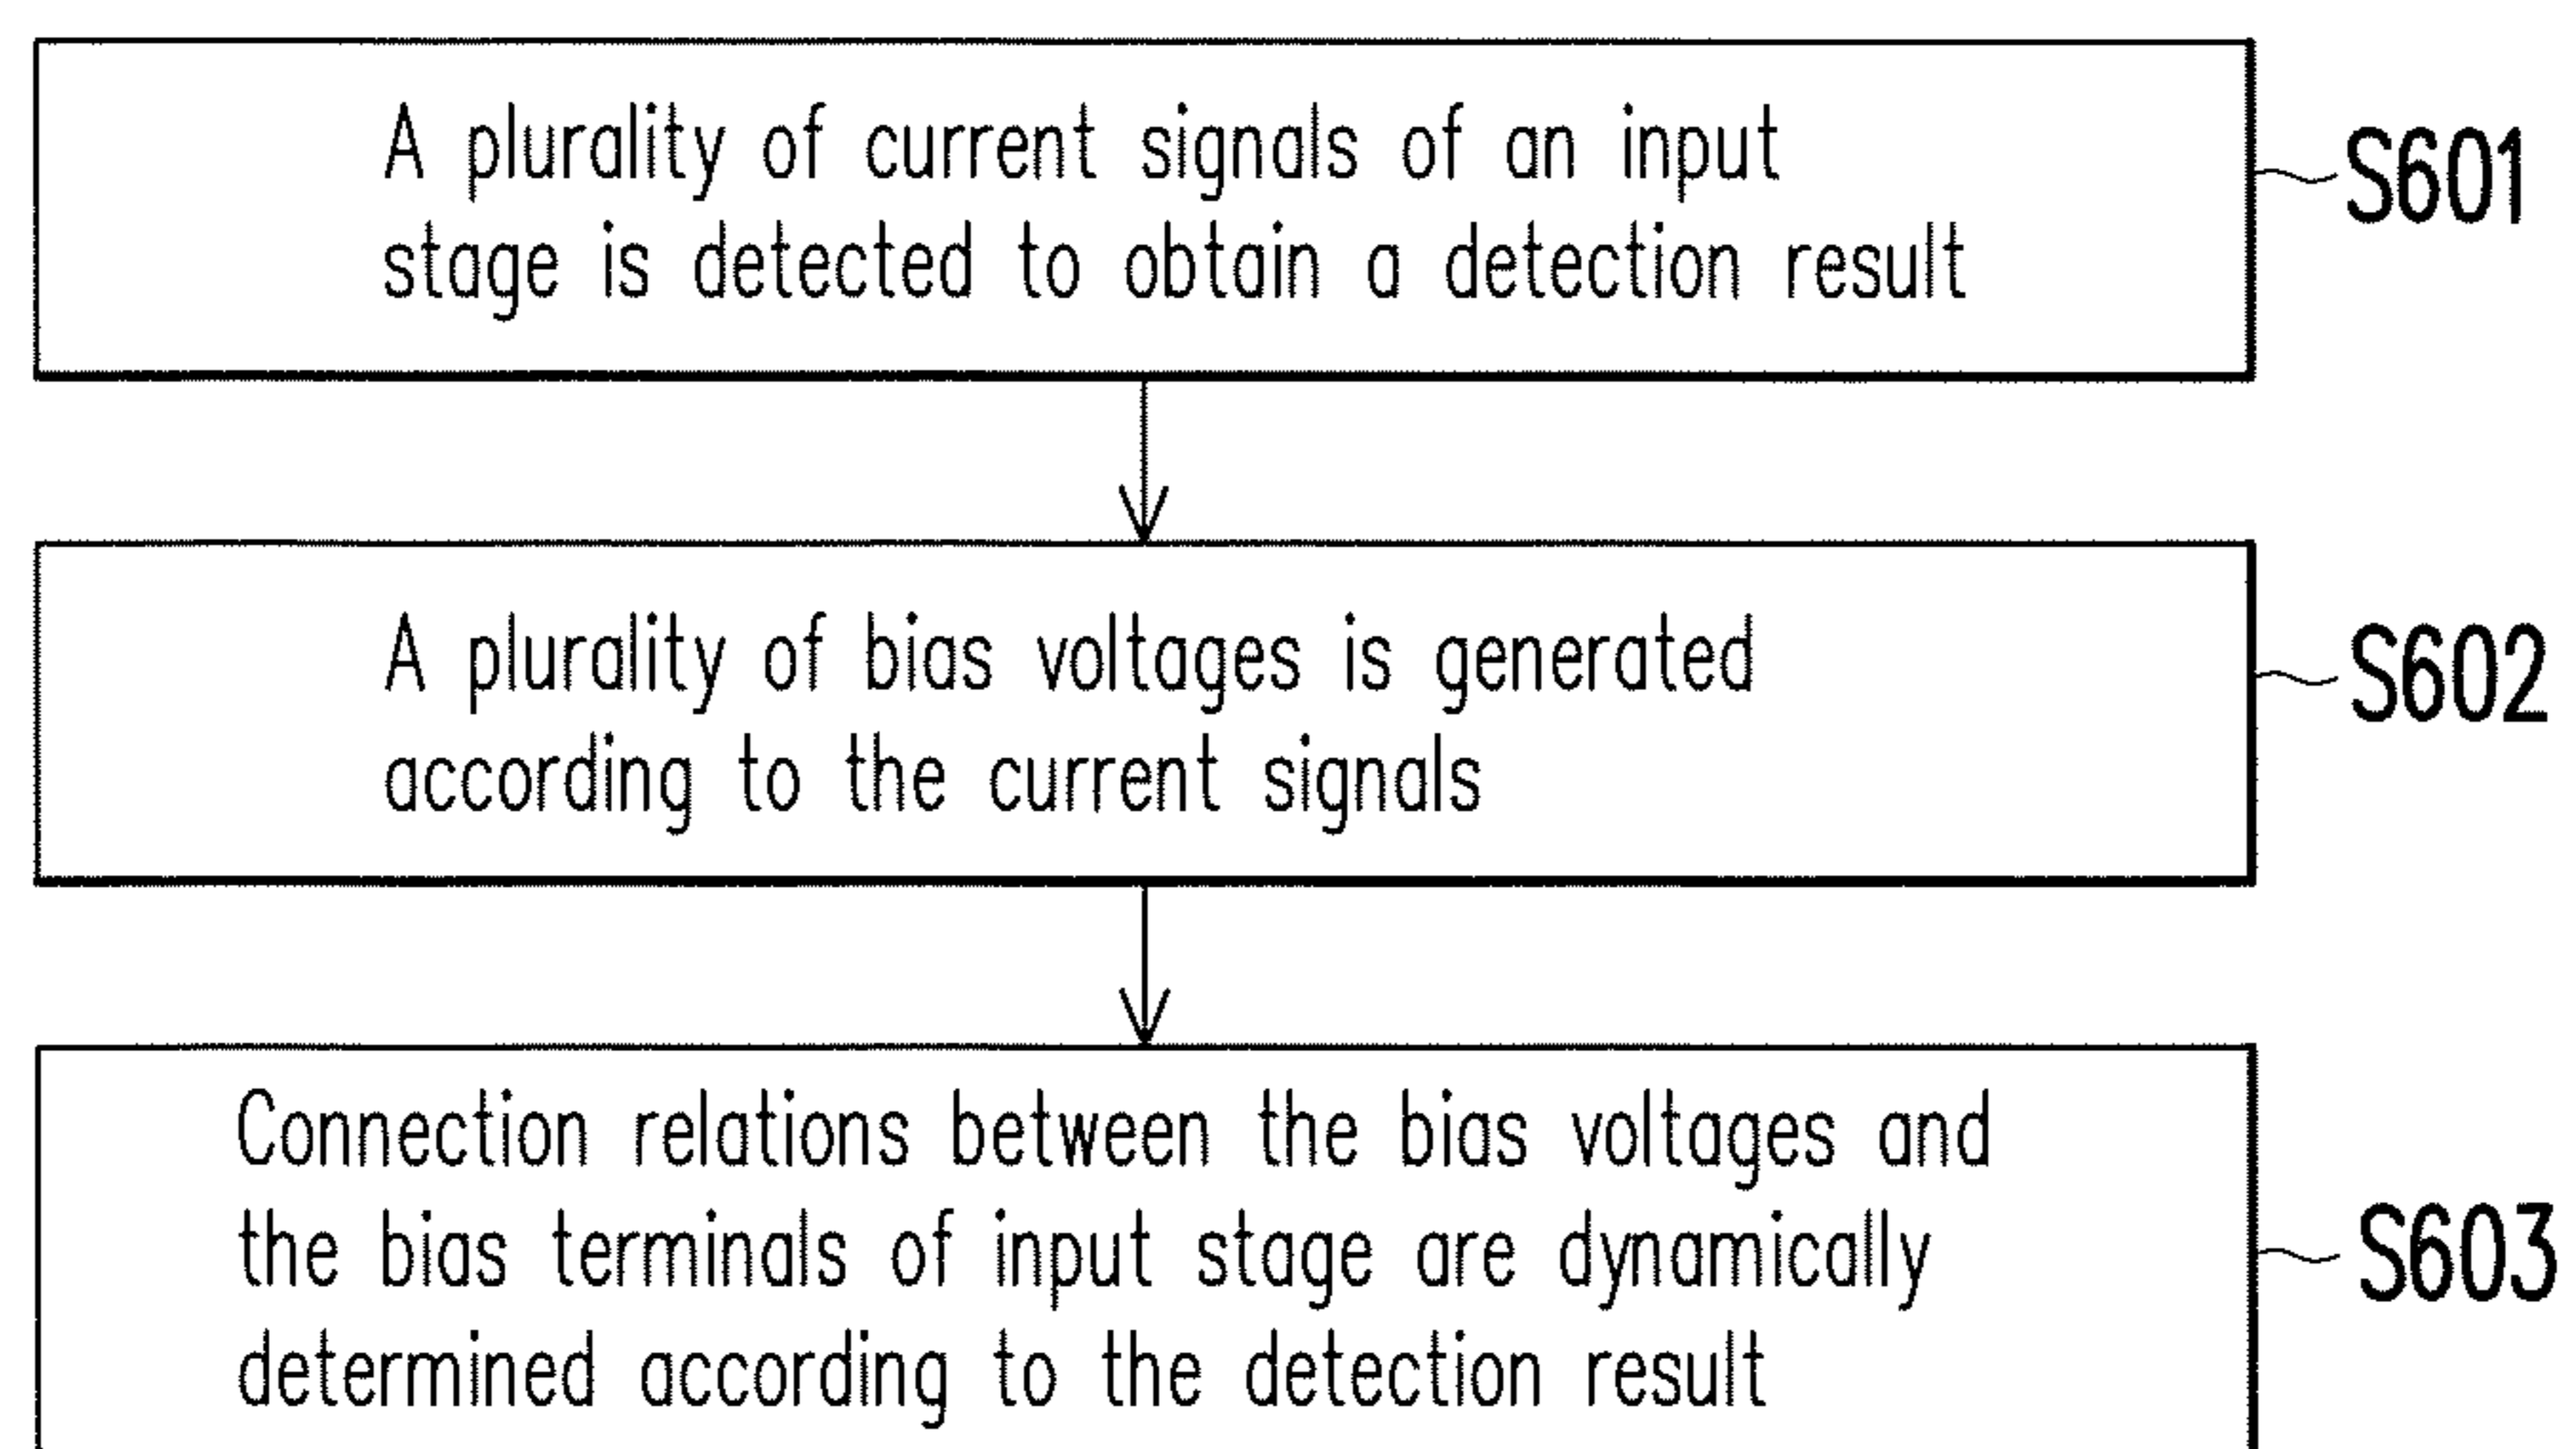 A plurality of current signals of an input
stage is detected to obtain a detection result
S601
A plurality of bias voltages is generated
according to the current signals
S602
Connection relations between the bias voltages and
the bias terminals of input stage are dynamically
determined according to the detection result
S603